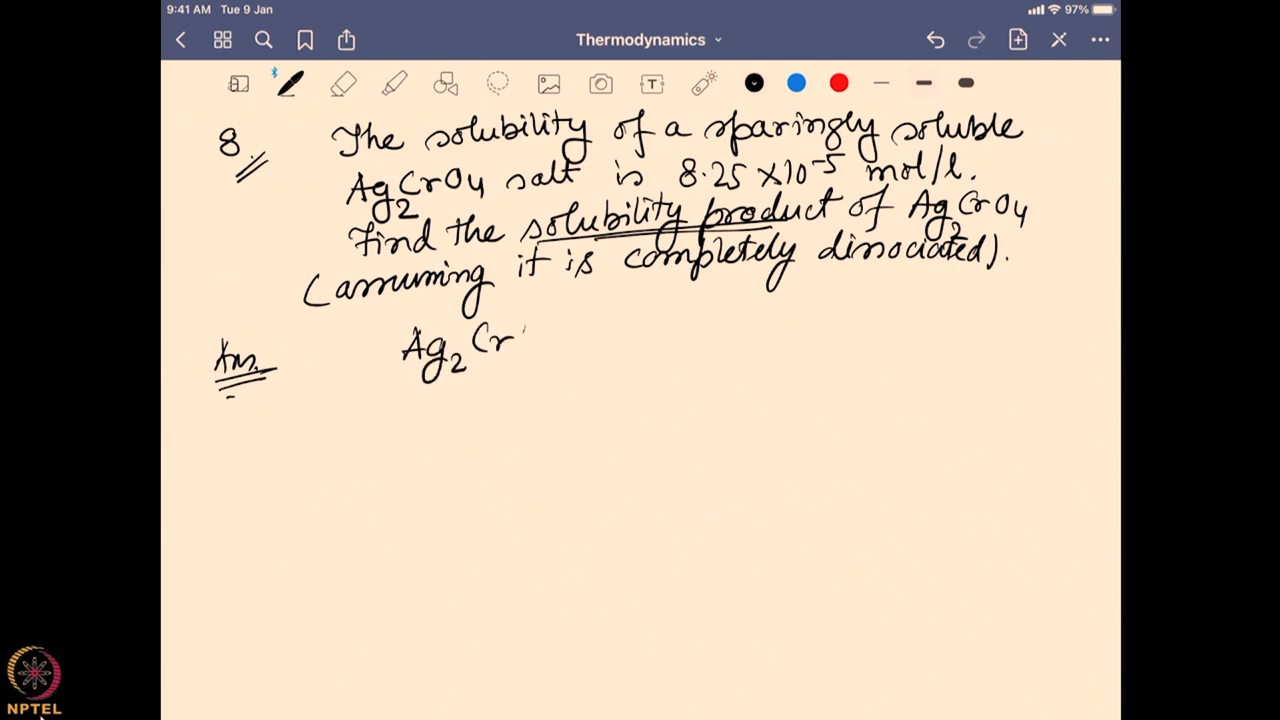 9:41 AM Tue 9 Jan
97%
Thermodynamics
T
8. The solubility of a sparingly soluble
Ag2CrO4 salt is 8.25 ×10-5 mol/l.
Find the solubility product of Ag2CrO4
(assuming it is completely dissociated).
Ans. Ag2Cr
NPTEL